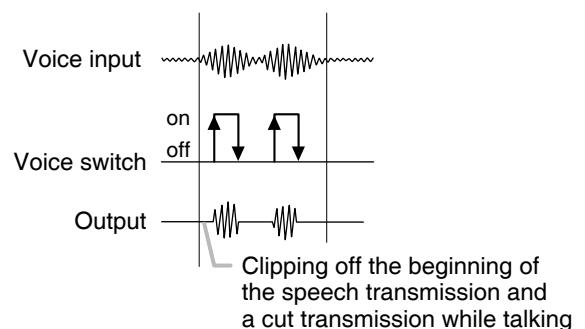 Voice input
on
off
Voice switch
Output
Clipping off the beginning of
the speech transmission and
a cut transmission while talking